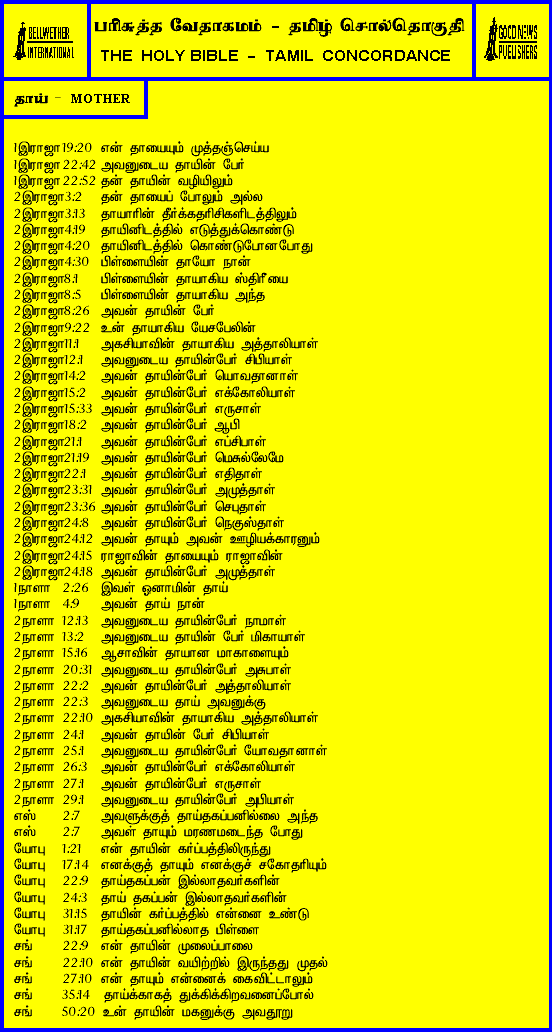 BELLWETHER
INTERNATIONAL
பரிசுத்த வேதாகமம் - தமிழ் சொல்தொகுதி
THE HOLY BIBLE - TAMIL CONCORDANCE
GOOD NEWS
PUBLISHERS
தாய் - MOTHER
1இராஜா 19:20 என் தாயையும் முத்தஞ்செய்ய
1இராஜா 22:42 அவனுடைய தாயின் பேர்
1இராஜா 22:52 தன் தாயின் வழியிலும்
2இராஜா3:2 தன் தாயைப் போலும் அல்ல
2இராஜா3:13 தாயாரின் தீர்க்கதரிசிகளிடத்திலும்
2இராஜா4:19 தாயினிடத்தில் எடுத்துக்கொண்டு
2இராஜா4:20 தாயினிடத்தில் கொண்டுபோனபோது
2இராஜா4:30 பிள்ளையின் தாயோ நான்
2இராஜா8:1 பிள்ளையின் தாயாகிய ஸ்திரீயை
2இராஜா8:5 பிள்ளையின் தாயாகிய அந்த
2இராஜா8:26 அவன் தாயின் பேர்
2இராஜா9:22 உன் தாயாகிய யேசபேலின்
2இராஜா11:1 அகசியாவின் தாயாகிய அத்தாலியாள்
2இராஜா12:1 அவனுடைய தாயின்பேர் சிபியாள்
2இராஜா14:2 அவன் தாயின்பேர் யொவதானாள்
2இராஜா15:2 அவன் தாயின்பேர் எக்கோலியாள்
2இராஜா15:33 அவன் தாயின்பேர் எருசாள்
2இராஜா18:2 அவன் தாயின்பேர் ஆபி
2இராஜா21:1 அவன் தாயின்பேர் எப்சிபாள்
2இராஜா21:19 அவன் தாயின்பேர் மெசுல்லேமே
2இராஜா22:1 அவன் தாயின்பேர் எதிதாள்
2இராஜா23:31 அவன் தாயின்பேர் அமுத்தாள்
2இராஜா23:36 அவன் தாயின்பேர் செபுதாள்
2இராஜா24:8 அவன் தாயின்பேர் நெகுஸ்தாள்
2இராஜா24:12 அவன் தாயும் அவன் ஊழியக்காரனும்
2இராஜா24:15 ராஜாவின் தாயையும் ராஜாவின்
2இராஜா24:18 அவன் தாயின்பேர் அமுத்தாள்
1நாளா 2:26 இவள் ஓனாமின் தாய்
1நாளா 4:9 அவன் தாய் நான்
2நாளா 12:13 அவனுடைய தாயின்பேர் நாமாள்
2நாளா 13:2 அவனுடைய தாயின் பேர் மிகாயாள்
2நாளா 15:16 ஆசாவின் தாயான மாகாளையும்
2நாளா 20:31 அவனுடைய தாயின்பேர் அசுபாள்
2நாளா 22:2 அவன் தாயின்பேர் அத்தாலியாள்
2நாளா 22:3 அவனுடைய தாய் அவனுக்கு
2நாளா 22:10 அகசியாவின் தாயாகிய அத்தாலியாள்
2நாளா 24:1 அவன் தாயின் பேர் சிபியாள்
2நாளா 25:1 அவனுடைய தாயின்பேர் யோவதானாள்
2நாளா 26:3 அவன் தாயின்பேர் எக்கோலியாள்
2நாளா 27:1 அவன் தாயின்பேர் எருசாள்
2நாளா 29:1 அவனுடைய தாயின்பேர் அபியாள்
எஸ் 2:7 அவளுக்குத் தாய்தகப்பனில்லை அந்த
எஸ் 2:7 அவள் தாயும் மரணமடைந்த போது
யோபு 1:21 என் தாயின் கர்ப்பத்திலிருந்து
யோபு 17:14 எனக்குத் தாயும் எனக்குச் சகோதரியும்
யோபு 22:9 தாய்தகப்பன் இல்லாதவர்களின்
யோபு 24:3 தாய் தகப்பன் இல்லாதவர்களின்
யோபு 31:15 தாயின் கர்ப்பத்தில் என்னை உண்டு
யோபு 31:17 தாய்தகப்பனில்லாத பிள்ளை
சங் 22:9 என் தாயின் முலைப்பாலை
சங் 22:10 என் தாயின் வயிற்றில் இருந்தது முதல்
சங் 27:10 என் தாயும் என்னைக் கைவிட்டாலும்
சங் 35:14 தாய்க்காகத் துக்கிக்கிறவனைப்போல்
சங் 50:20 உன் தாயின் மகனுக்கு அவதூறு